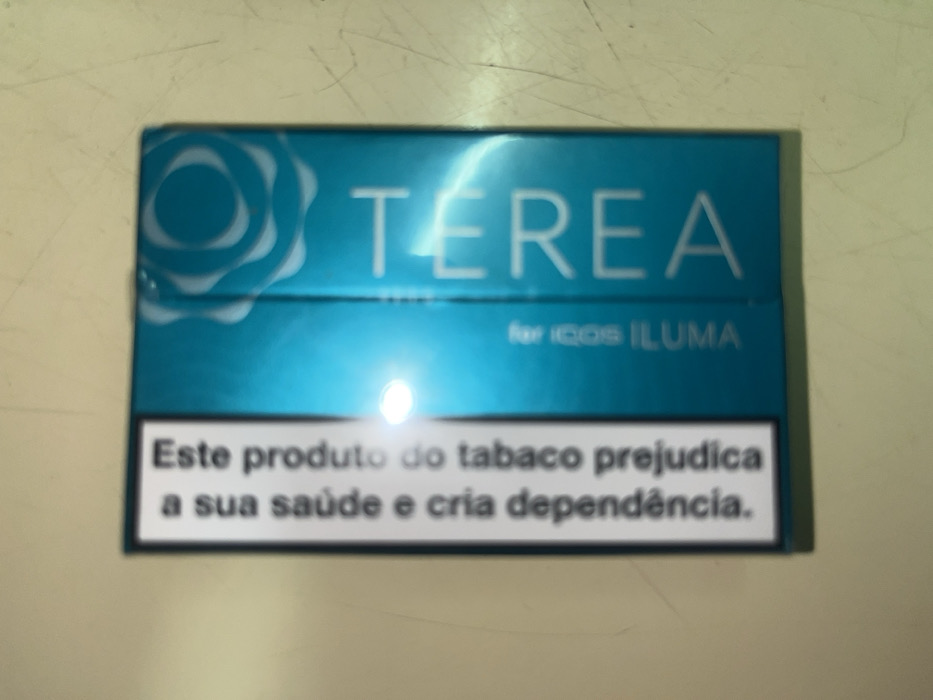 TEREA
for IQOS ILUMA
Este produto do tabaco prejudica
a sua saúde e cria dependência.